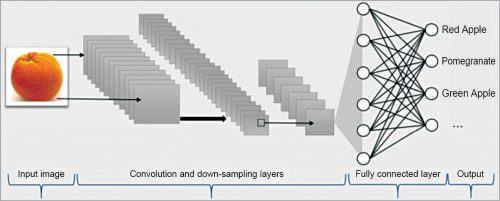 Red Apple
Pomegranate
Green Apple
...
Input image
Convolution and down-sampling layers
Fully connected layer
Output